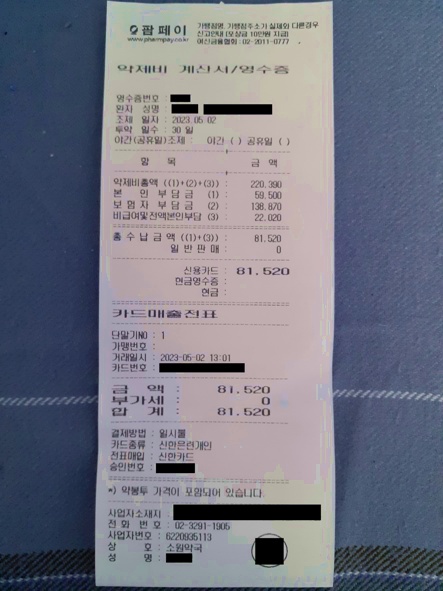 팜페이
www.pharmpay.co.kr
가맹점명, 가맹점주소가 실제와 다른경우
신고안내 (포상금 10만원 지급)
여신금융협회: 02-2011-0777
약제비 계산서/영수증
영수증번호 :
환자 성명 :
조제 일자 : 2023.05.02
투약 일수 : 30 일
야간(공휴일)조제 : 야간 ( ) 공휴일 ( )
항 목 금 액
약제비총액 ((1)+(2)+(3)) : 220,390
본 인 부담금 (1) : 59,500
보 험 자 부담금 (2) : 138,870
비급여및전액본인부담 (3) : 22,020
총 수 납 금 액 ((1)+(3)) : 81,520
일 반 판 매 : 0
신용카드 : 81,520
현금영수증 :
현금 :
카드매출전표
단말기NO : 1
가맹번호 :
거래일시 : 2023-05-02 13:01
카드번호 :
금 액 : 81,520
부가세 : 0
합 계 : 81,520
결제방법 : 일시불
카드종류 : 신한은련개인
전표매입 : 신한카드
승인번호 :
*) 약봉투 가격이 포함되어 있습니다.
사업자소재지 :
전 화 번 호 : 02-3291-1905
사업자번호 : 6220935113
상 호 : 소원약국
성 명 :